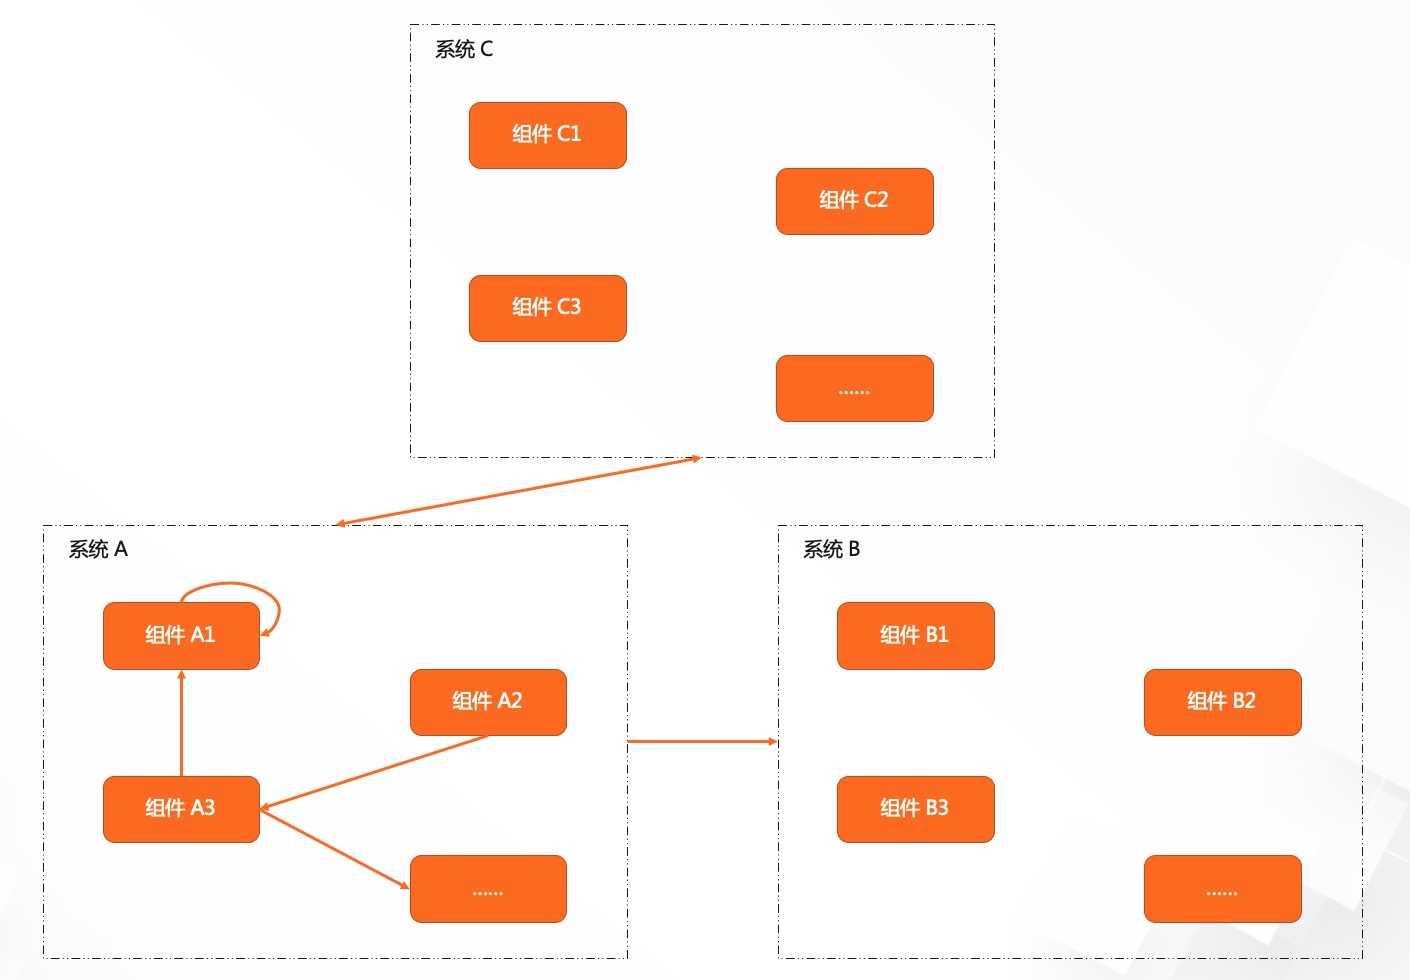 系统 C
组件 C1
组件 C2
组件 C3
......
系统 A
组件 A1
组件 A2
组件 A3
......
系统 B
组件 B1
组件 B2
组件 B3
......